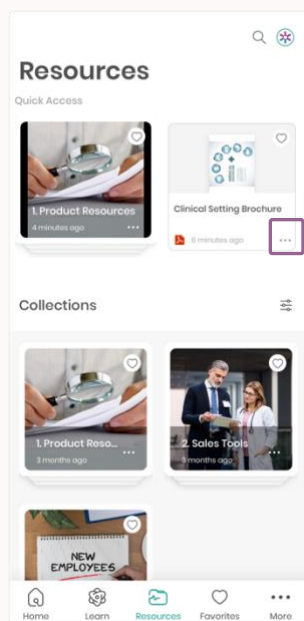 Resources
Quick Access
1. Product Resources
4 minutes ago
Clinical Setting Brochure
6 minutes ago
Collections
1. Product Reso...
3 months ago
2. Sales Tools
3 months ago
NEW
EMPLOYEES
Home Learn Resources Favorites More